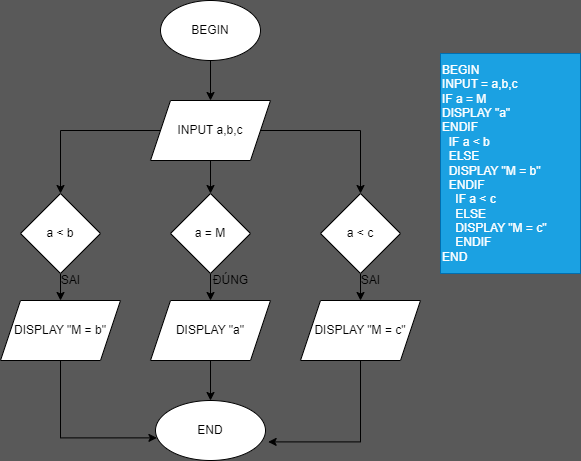 BEGIN
INPUT a,b,c
a < b
a = M
a < c
SAI
ĐÚNG
SAI
DISPLAY "M = b"
DISPLAY "a"
DISPLAY "M = c"
END
BEGIN
INPUT = a,b,c
IF a = M
DISPLAY "a"
ENDIF
IF a < b
ELSE
DISPLAY "M = b"
ENDIF
IF a < c
ELSE
DISPLAY "M = c"
ENDIF
END